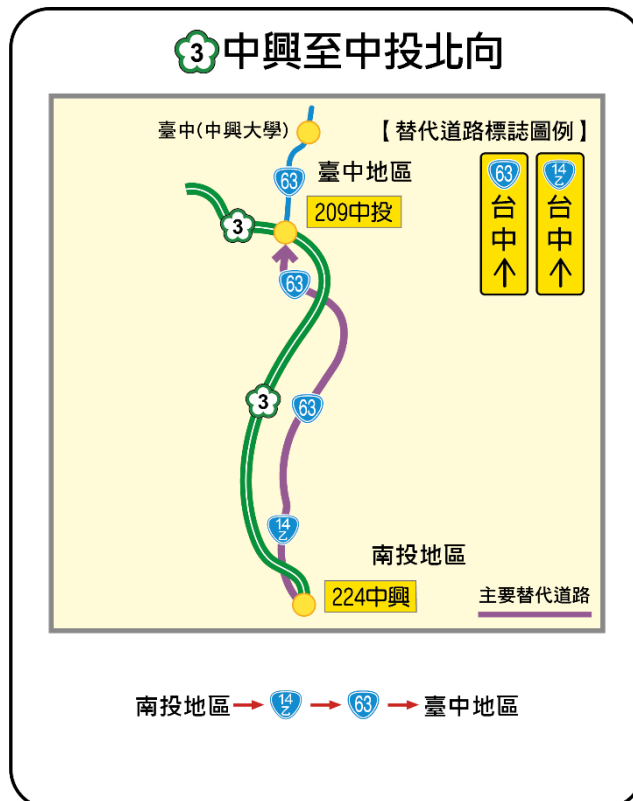 3中興至中投北向
臺中(中興大學)
【替代道路標誌圖例】
63
台中↑
14乙
台中↑
63
臺中地區
209中投
3
63
3
63
14乙
南投地區
224中興
主要替代道路
南投地區→14乙→63→臺中地區